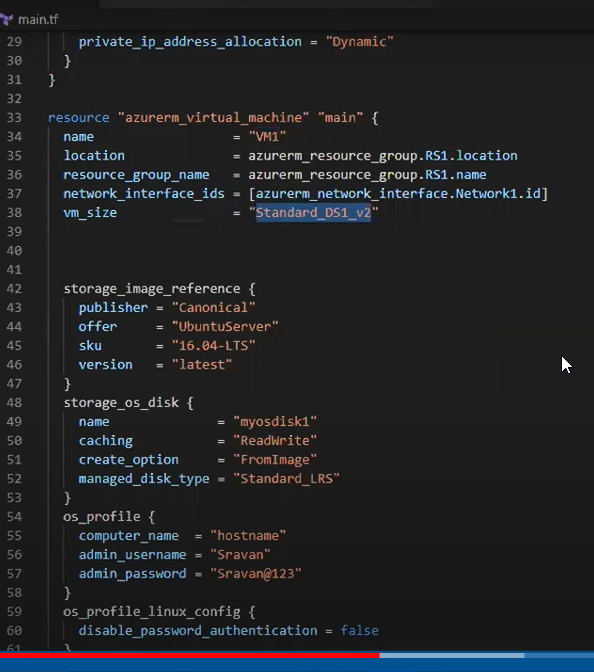 main.tf
29 private_ip_address_allocation = "Dynamic"
30 }
31 }
32
33 resource "azurerm_virtual_machine" "main" {
34 name = "VM1"
35 location = azurerm_resource_group.RS1.location
36 resource_group_name = azurerm_resource_group.RS1.name
37 network_interface_ids = [azurerm_network_interface.Network1.id]
38 vm_size = "Standard_DS1_v2"
39
40
41
42 storage_image_reference {
43 publisher = "Canonical"
44 offer = "UbuntuServer"
45 sku = "16.04-LTS"
46 version = "latest"
47 }
48 storage_os_disk {
49 name = "myosdisk1"
50 caching = "ReadWrite"
51 create_option = "FromImage"
52 managed_disk_type = "Standard_LRS"
53 }
54 os_profile {
55 computer_name = "hostname"
56 admin_username = "Sravan"
57 admin_password = "Sravan@123"
58 }
59 os_profile_linux_config {
60 disable_password_authentication = false
61 }